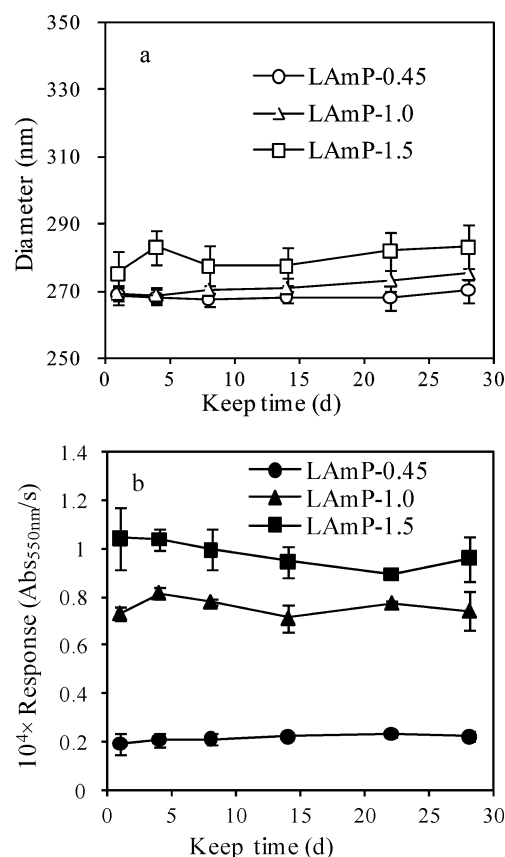 a
LAmP-0.45
LAmP-1.0
LAmP-1.5
Diameter (nm)
350
330
310
290
270
250
0 5 10 15 20 25 30
Keep time (d)
b
LAmP-0.45
LAmP-1.0
LAmP-1.5
10⁴× Response (Abs550nm/s)
1.4
1.2
1
0.8
0.6
0.4
0.2
0
0 5 10 15 20 25 30
Keep time (d)